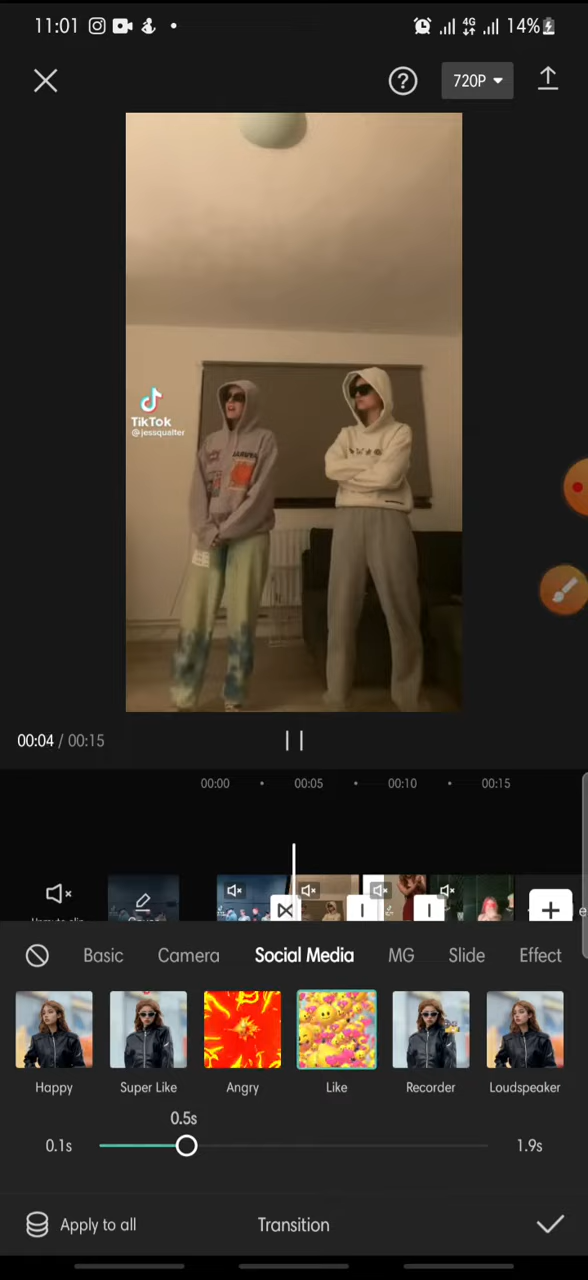 11:01 4G 14%
720P
TikTok
@jessqualter
00:04 / 00:15
00:00 00:05 00:10 00:15
Basic Camera Social Media MG Slide Effect
Happy Super Like Angry Like Recorder Loudspeaker
0.5s
0.1s 1.9s
Apply to all Transition